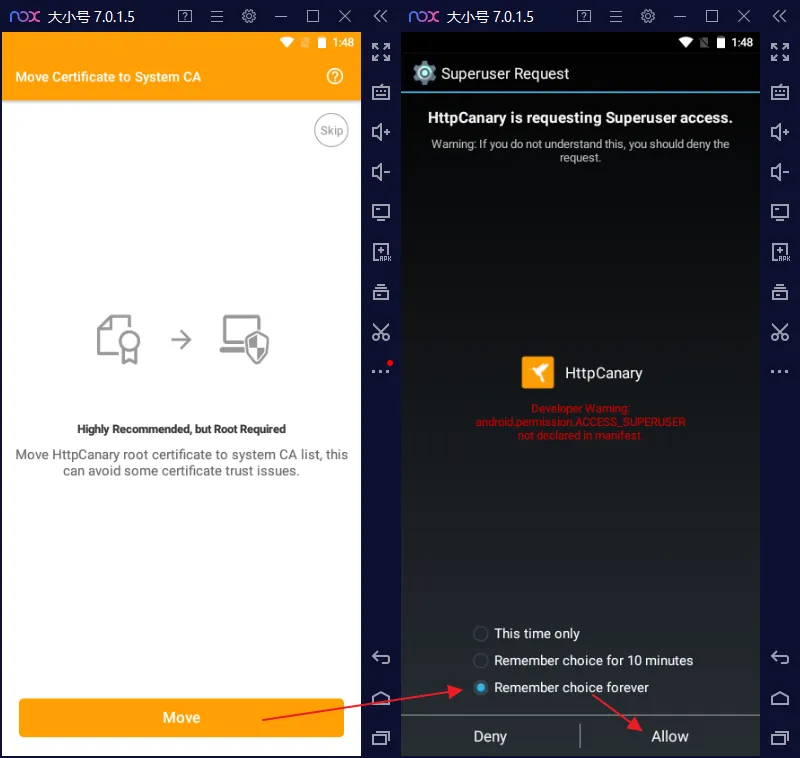 nox 大小号 7.0.1.5
1:48
Move Certificate to System CA
Skip
Highly Recommended, but Root Required
Move HttpCanary root certificate to system CA list, this
can avoid some certificate trust issues.
Move
APK
nox 大小号 7.0.1.5
1:48
Superuser Request
HttpCanary is requesting Superuser access.
Warning: If you do not understand this, you should deny the
request.
HttpCanary
Developer Warning:
android.permission.ACCESS_SUPERUSER
not declared in manifest.
This time only
Remember choice for 10 minutes
Remember choice forever
Deny
Allow
APK